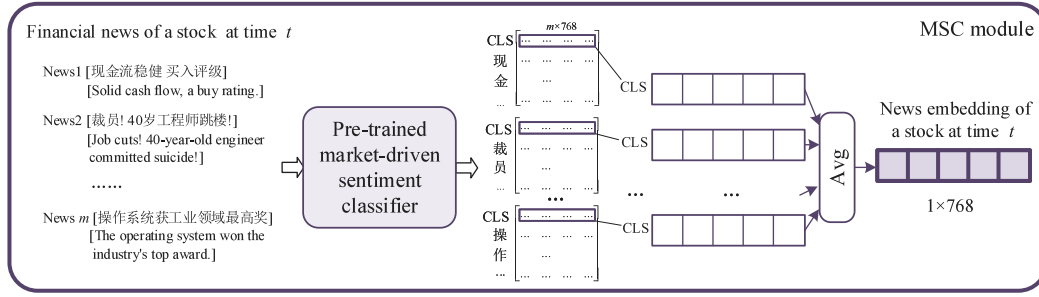 Financial news of a stock at time t
MSC module
News1 [现金流稳健 买入评级]
[Solid cash flow, a buy rating.]
News2 [裁员! 40岁工程师跳楼!]
[Job cuts! 40-year-old engineer
committed suicide!]
......
News m [操作系统获工业领域最高奖]
[The operating system won the
industry's top award.]
Pre-trained
market-driven
sentiment
classifier
m×768
CLS
现
金
...
CLS
裁
员
...
CLS
操
作
...
CLS
CLS
...
...
CLS
Avg
News embedding of
a stock at time t
1×768